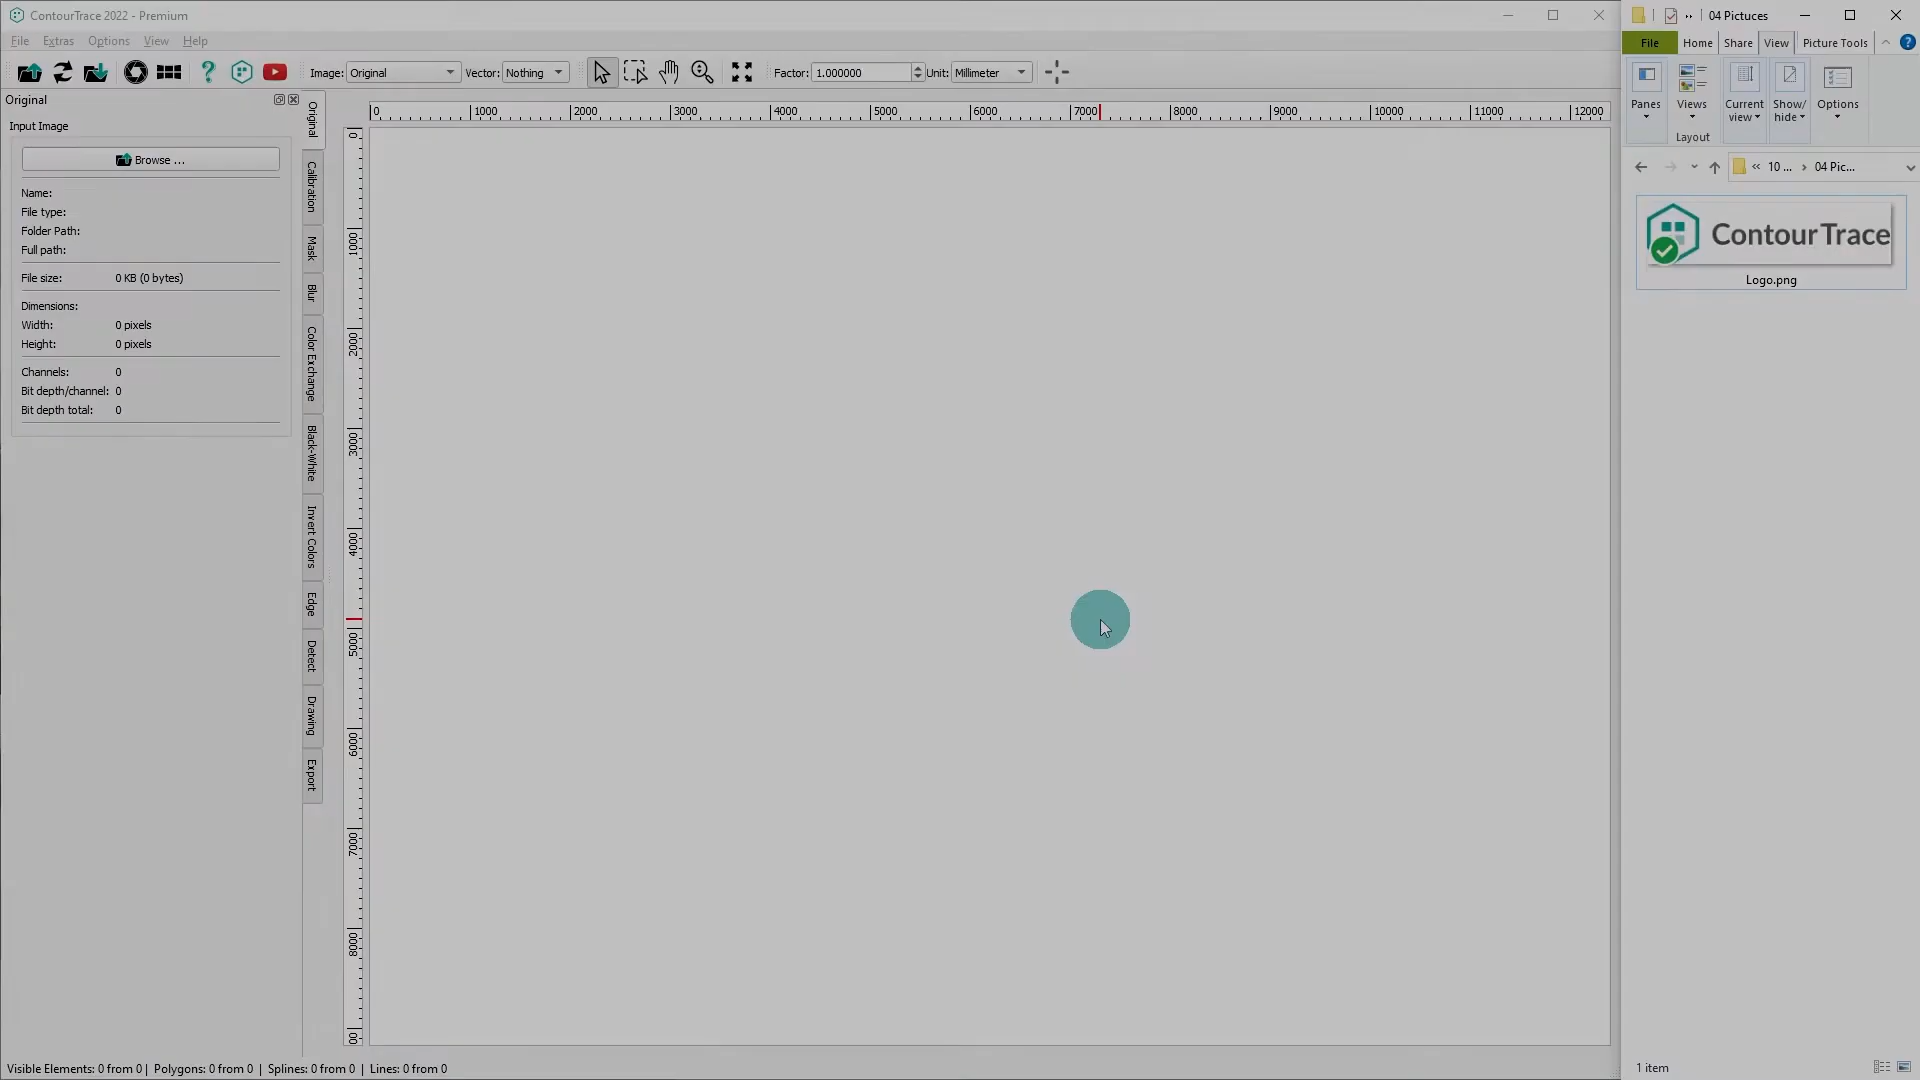 ContourTrace 2022 - Premium
File Extras Options View Help
Image: Original Vector: Nothing Factor: 1.000000 Unit: Millimeter
Original
Input Image
Browse ...
Name:
File type:
Folder Path:
Full path:
File size: 0 KB (0 bytes)
Dimensions:
Width: 0 pixels
Height: 0 pixels
Channels: 0
Bit depth/channel: 0
Bit depth total: 0
Original
Calibration
Mask
Blur
Color Exchange
Black-White
Invert Colors
Edge
Detect
Drawing
Export
0 1000 2000 3000 4000 5000 6000 7000 8000 9000 10000 11000 12000
0
1000
2000
3000
4000
5000
6000
7000
8000
00
Visible Elements: 0 from 0 | Polygons: 0 from 0 | Splines: 0 from 0 | Lines: 0 from 0
04 Pictuces
File Home Share View Picture Tools
Panes Views Current view Show/ hide Options
Layout
« 10 ... › 04 Pic...
ContourTrace
Logo.png
1 item